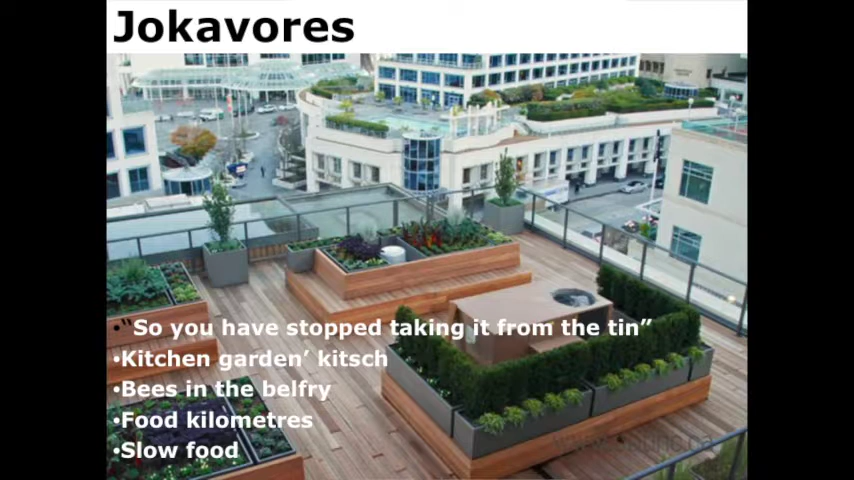 Jokavores
•"So you have stopped taking it from the tin”
•Kitchen garden’ kitsch
•Bees in the belfry
•Food kilometres
•Slow food